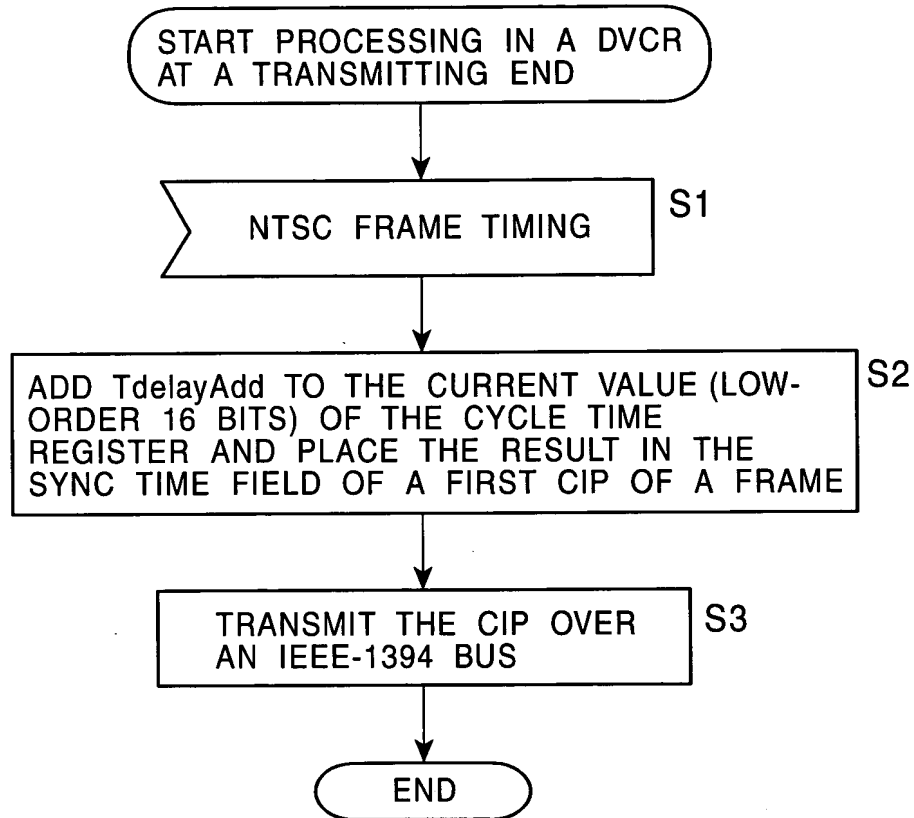 START PROCESSING IN A DVCR
AT A TRANSMITTING END
NTSC FRAME TIMING
S1
ADD TdelayAdd TO THE CURRENT VALUE (LOW-
ORDER 16 BITS) OF THE CYCLE TIME
REGISTER AND PLACE THE RESULT IN THE
SYNC TIME FIELD OF A FIRST CIP OF A FRAME
S2
TRANSMIT THE CIP OVER
AN IEEE-1394 BUS
S3
END